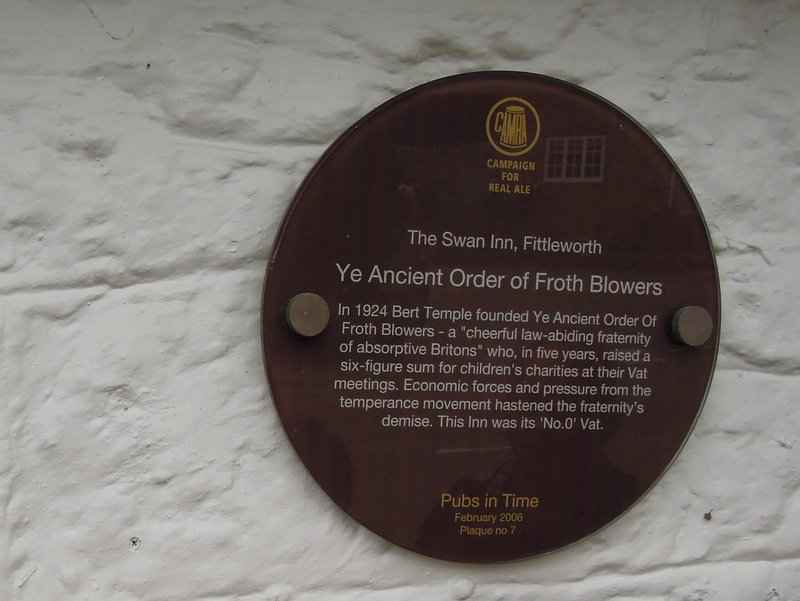 CAMRA
CAMPAIGN
FOR
REAL ALE
The Swan Inn, Fittleworth
Ye Ancient Order of Froth Blowers
In 1924 Bert Temple founded Ye Ancient Order Of
Froth Blowers - a "cheerful law-abiding fraternity
of absorptive Britons" who, in five years, raised a
six-figure sum for children's charities at their Vat
meetings. Economic forces and pressure from the
temperance movement hastened the fraternity's
demise. This Inn was its 'No.0' Vat.
Pubs in Time
February 2006
Plaque no 7